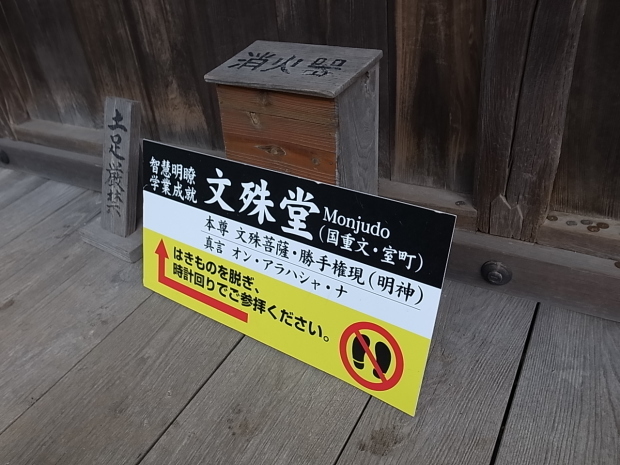 消火器
土足厳禁
智慧明瞭
学業成就
文殊堂
Monjudo
(国重文・室町)
本尊 文殊菩薩・勝手権現(明神)
真言 オン・アラハシャ・ナ
はきものを脱ぎ、
時計回りでご参拝ください。